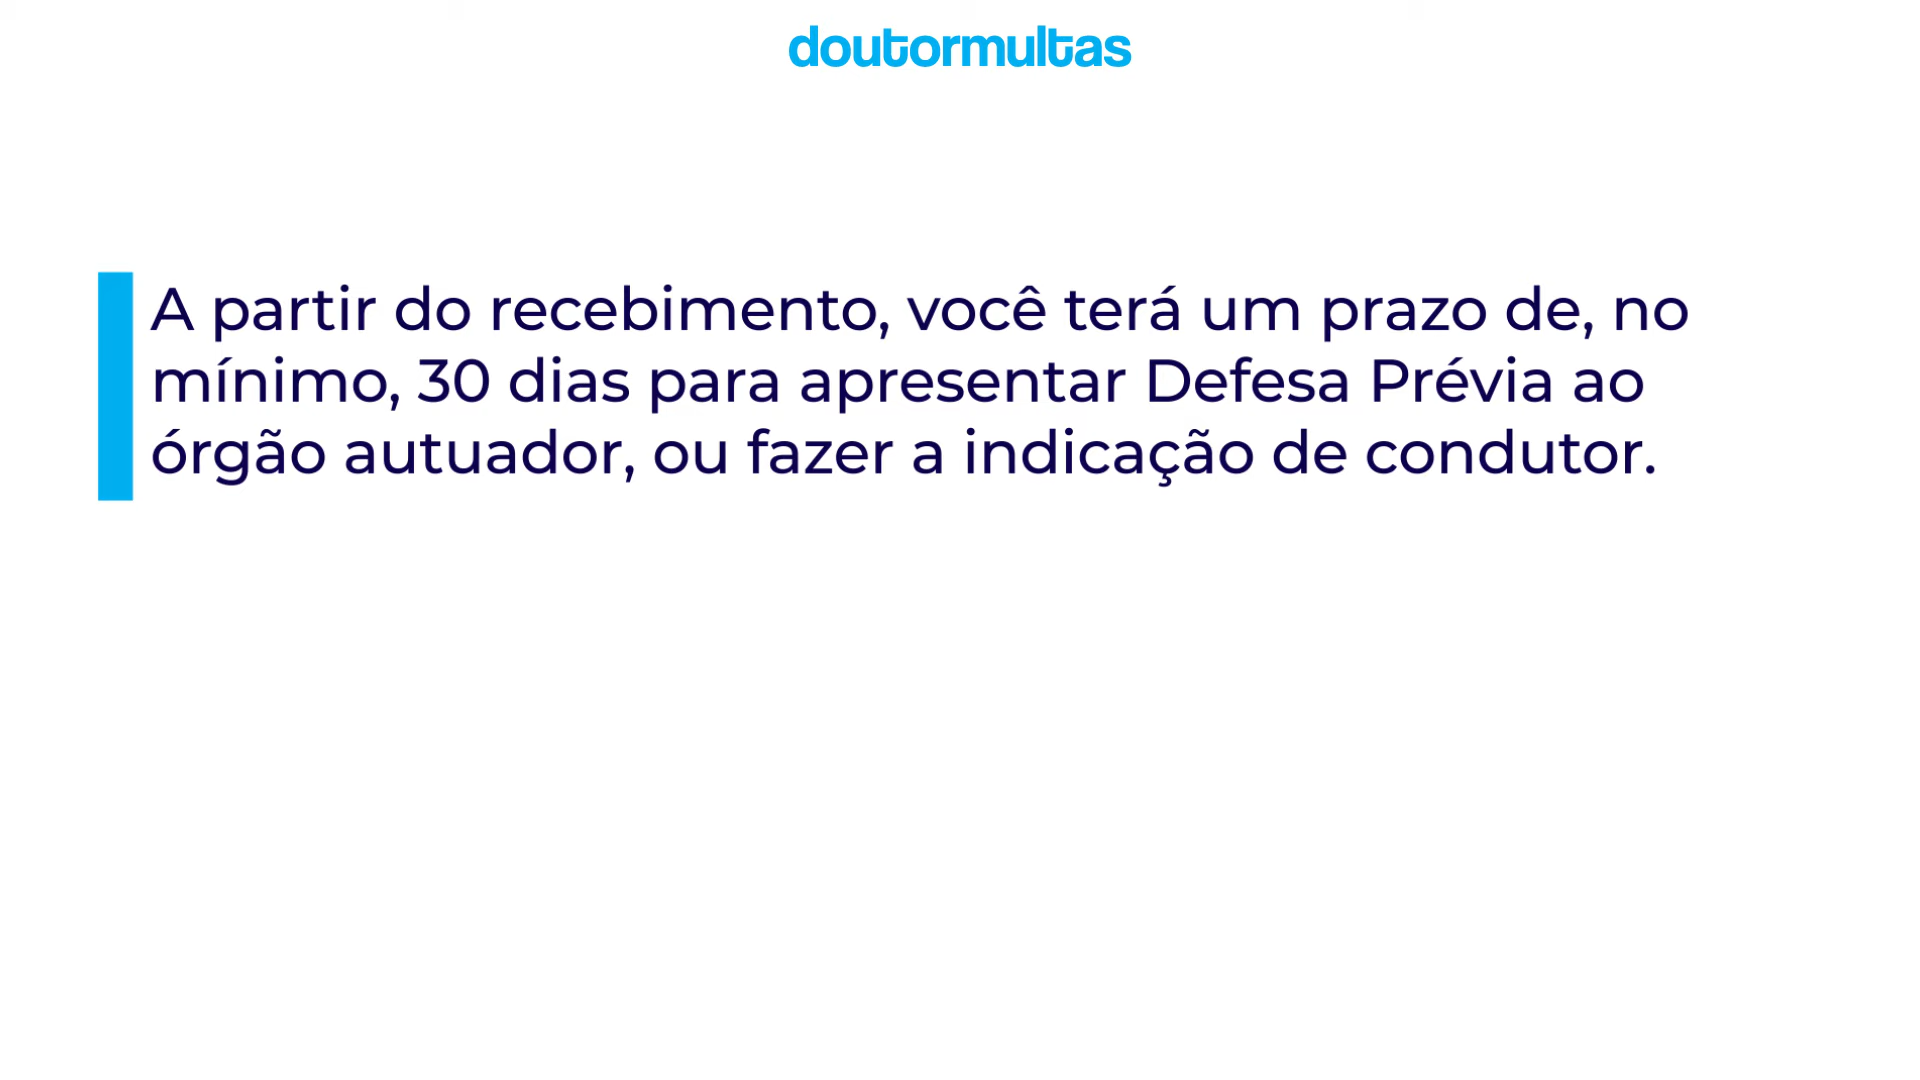 doutormultas
A partir do recebimento, você terá um prazo de, no
mínimo, 30 dias para apresentar Defesa Prévia ao
órgão autuador, ou fazer a indicação de condutor.